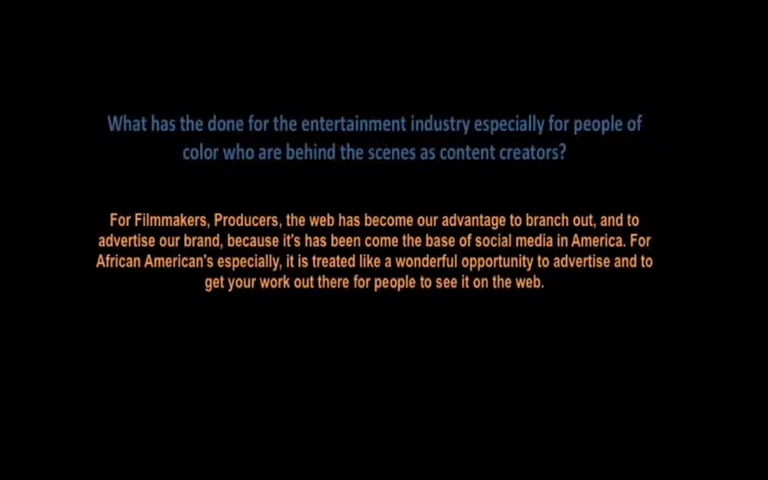 What has the done for the entertainment industry especially for people of
color who are behind the scenes as content creators?
For Filmmakers, Producers, the web has become our advantage to branch out, and to
advertise our brand, because it's has been come the base of social media in America. For
African American's especially, it is treated like a wonderful opportunity to advertise and to
get your work out there for people to see it on the web.